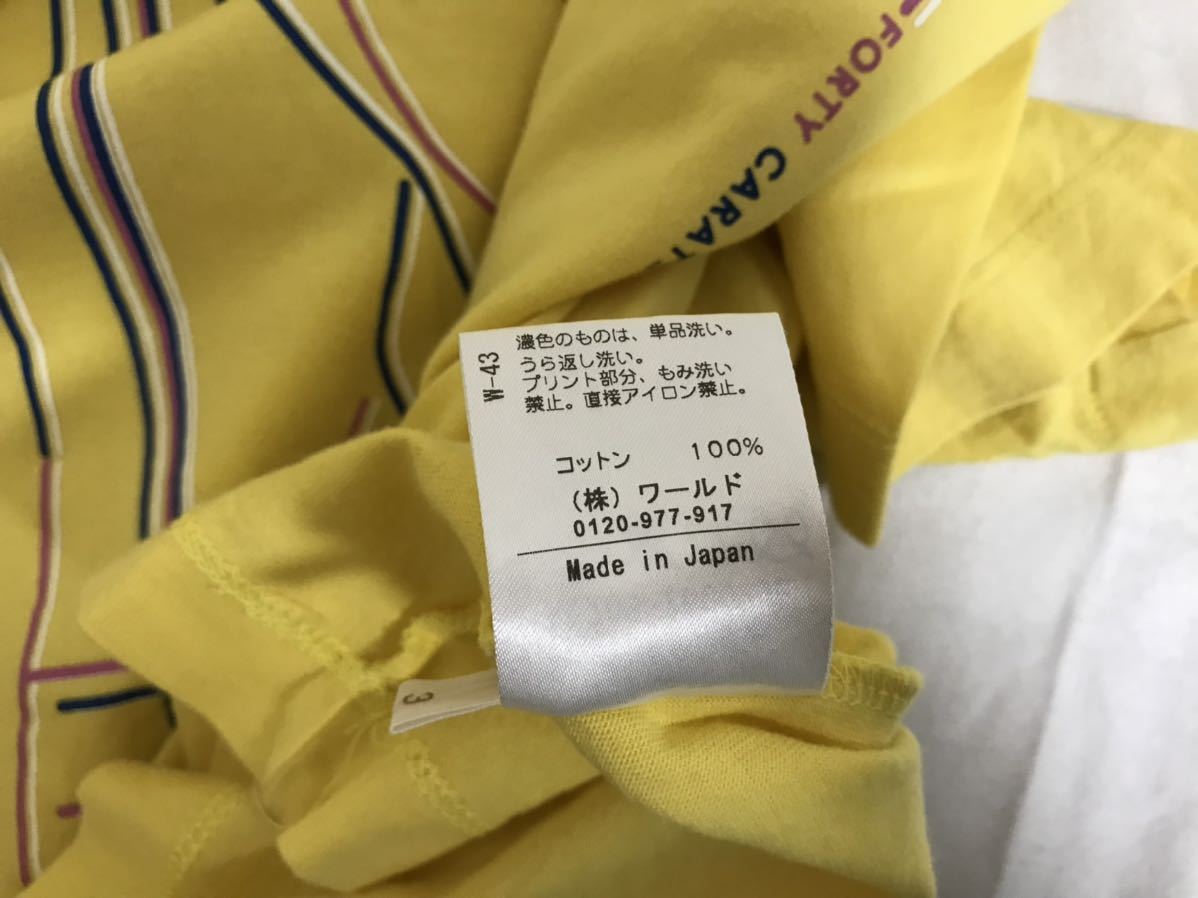 FORTY CARAT
W-43
濃色のものは、単品洗い。
うら返し洗い。
プリント部分、もみ洗い
禁止。直接アイロン禁止。
コットン 100%
(株) ワールド
0120-977-917
Made in Japan
3